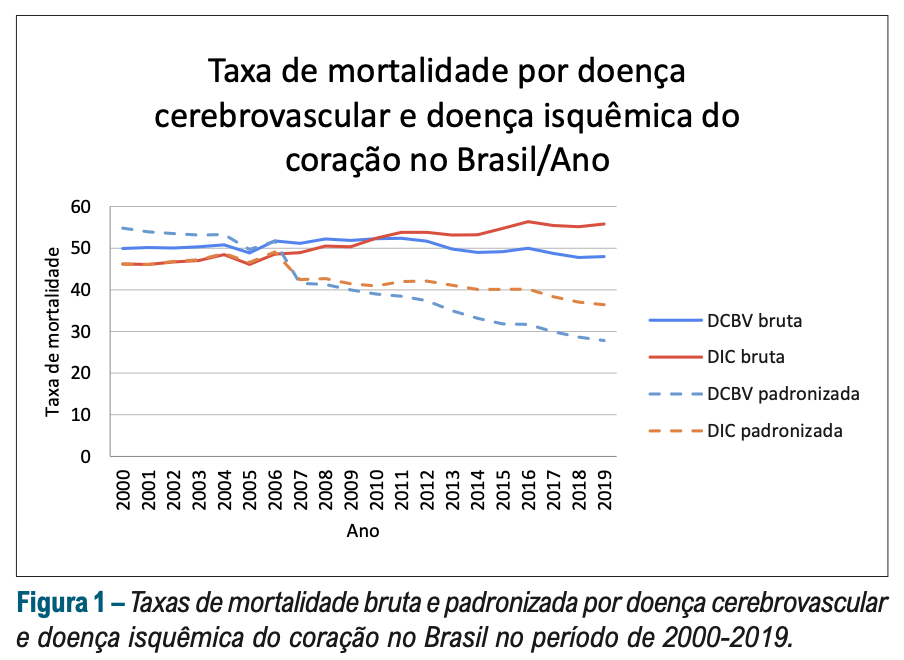 Taxa de mortalidade por doença
cerebrovascular e doença isquêmica do
coração no Brasil/Ano
Taxa de mortalidade
60
50
40
30
20
10
0
2000
2001
2002
2003
2004
2005
2006
2007
2008
2009
2010
2011
2012
2013
2014
2015
2016
2017
2018
2019
Ano
DCBV bruta
DIC bruta
DCBV padronizada
DIC padronizada
Figura 1 – Taxas de mortalidade bruta e padronizada por doença cerebrovascular
e doença isquêmica do coração no Brasil no período de 2000-2019.